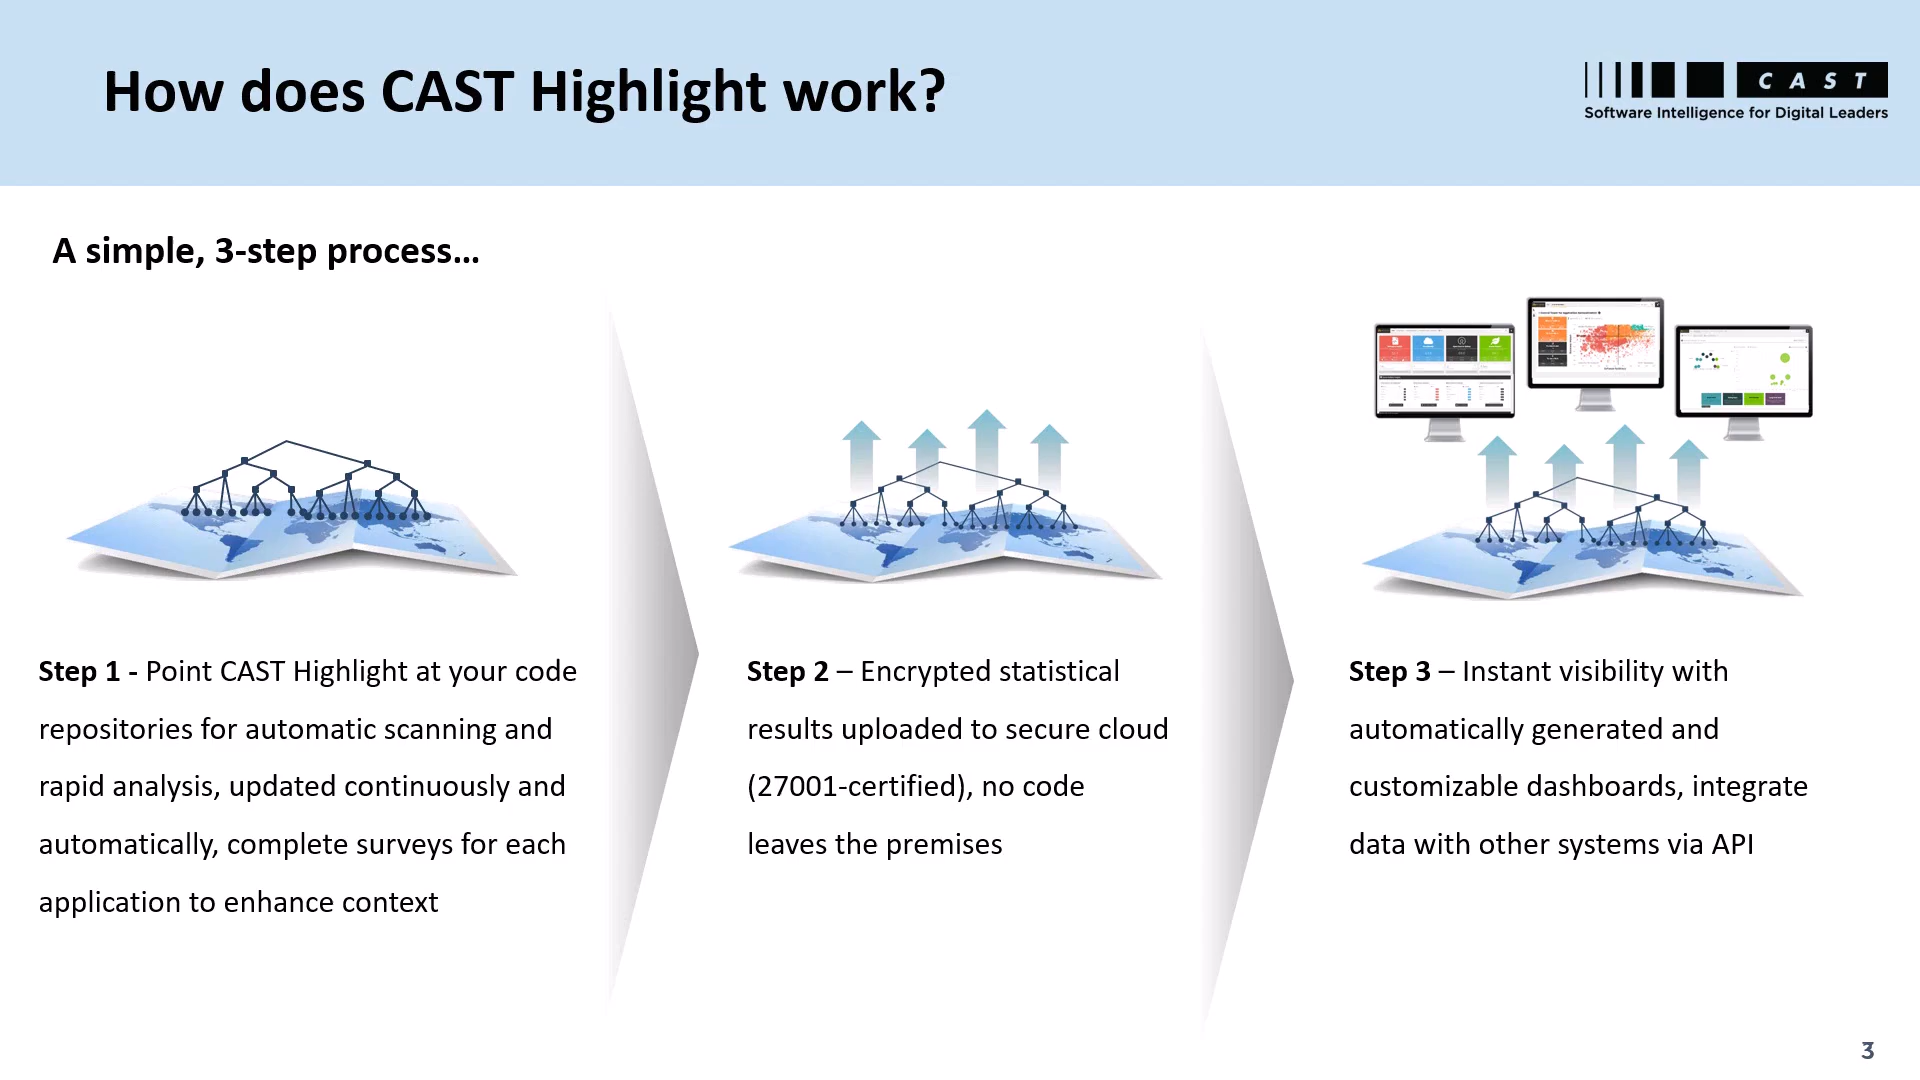 How does CAST Highlight work?
CAST
Software Intelligence for Digital Leaders
A simple, 3-step process…
Step 1 - Point CAST Highlight at your code
repositories for automatic scanning and
rapid analysis, updated continuously and
automatically, complete surveys for each
application to enhance context
Step 2 – Encrypted statistical
results uploaded to secure cloud
(27001-certified), no code
leaves the premises
Step 3 – Instant visibility with
automatically generated and
customizable dashboards, integrate
data with other systems via API
3